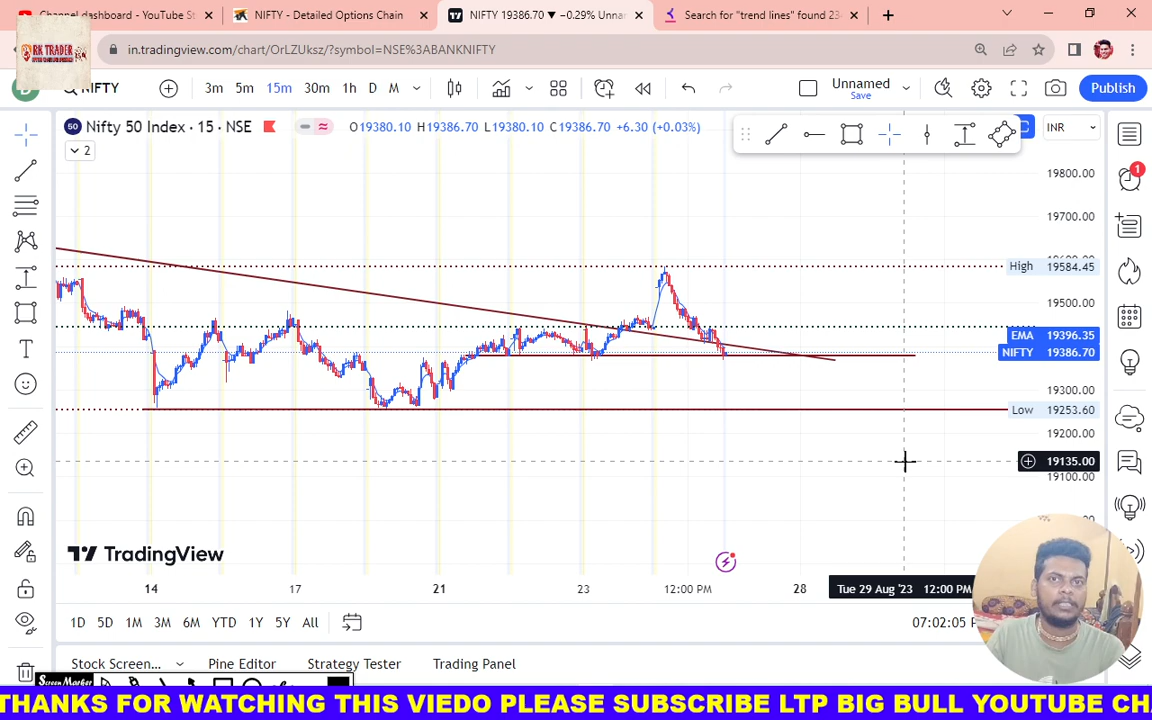 Channel dashboard - YouTube St
NIFTY - Detailed Options Chain
NIFTY 19386.70 ▼ −0.29% Unnar
Search for "trend lines" found 23
RK TRADER
in.tradingview.com/chart/OrLZUksz/?symbol=NSE%3ABANKNIFTY
NIFTY
3m 5m 15m 30m 1h D M
Unnamed
Save
Publish
50 Nifty 50 Index · 15 · NSE
O19380.10 H19386.70 L19380.10 C19386.70 +6.30 (+0.03%)
INR
2
19800.00
19700.00
High 19584.45
19500.00
EMA 19396.35
NIFTY 19386.70
19300.00
Low 19253.60
19200.00
19135.00
19100.00
1
TradingView
14 17 21 23 12:00 PM 28 Tue 29 Aug '23 12:00 PM
1D 5D 1M 3M 6M YTD 1Y 5Y All
07:02:05
Stock Screen... Pine Editor Strategy Tester Trading Panel
Screen Marker
THANKS FOR WATCHING THIS VIEDO PLEASE SUBSCRIBE LTP BIG BULL YOUTUBE CH